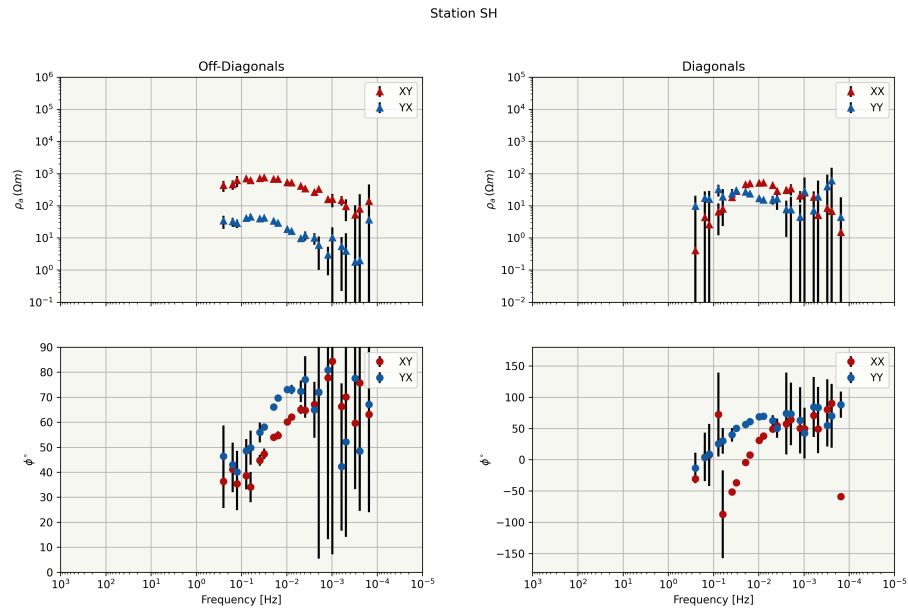 Station SH
Off-Diagonals
Diagonals
10⁶
10⁵
10⁴
10³
10²
10¹
10⁰
10⁻¹
ρₐ (Ωm)
XY
YX
10⁵
10⁴
10³
10²
10¹
10⁰
10⁻¹
10⁻²
ρₐ (Ωm)
XX
YY
90
80
70
60
50
40
30
20
10
0
ϕ°
XY
YX
10³ 10² 10¹ 10⁰ 10⁻¹ 10⁻² 10⁻³ 10⁻⁴ 10⁻⁵
Frequency [Hz]
150
100
50
0
−50
−100
−150
ϕ°
XX
YY
10³ 10² 10¹ 10⁰ 10⁻¹ 10⁻² 10⁻³ 10⁻⁴ 10⁻⁵
Frequency [Hz]